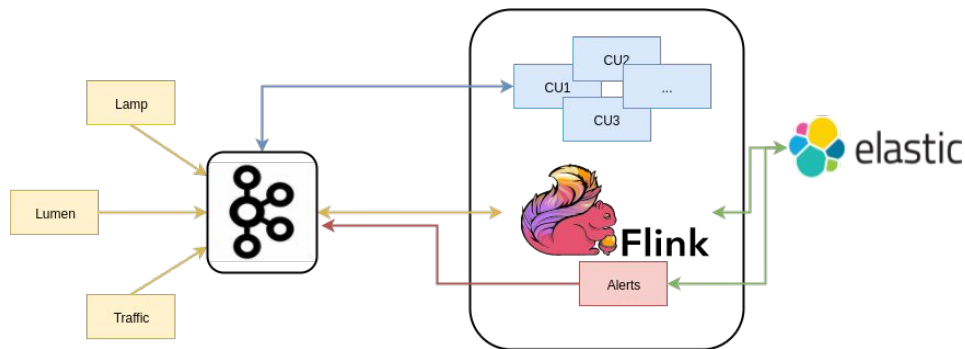 CU2
CU1
...
CU3
Lamp
Lumen
Traffic
Flink
Alerts
elastic